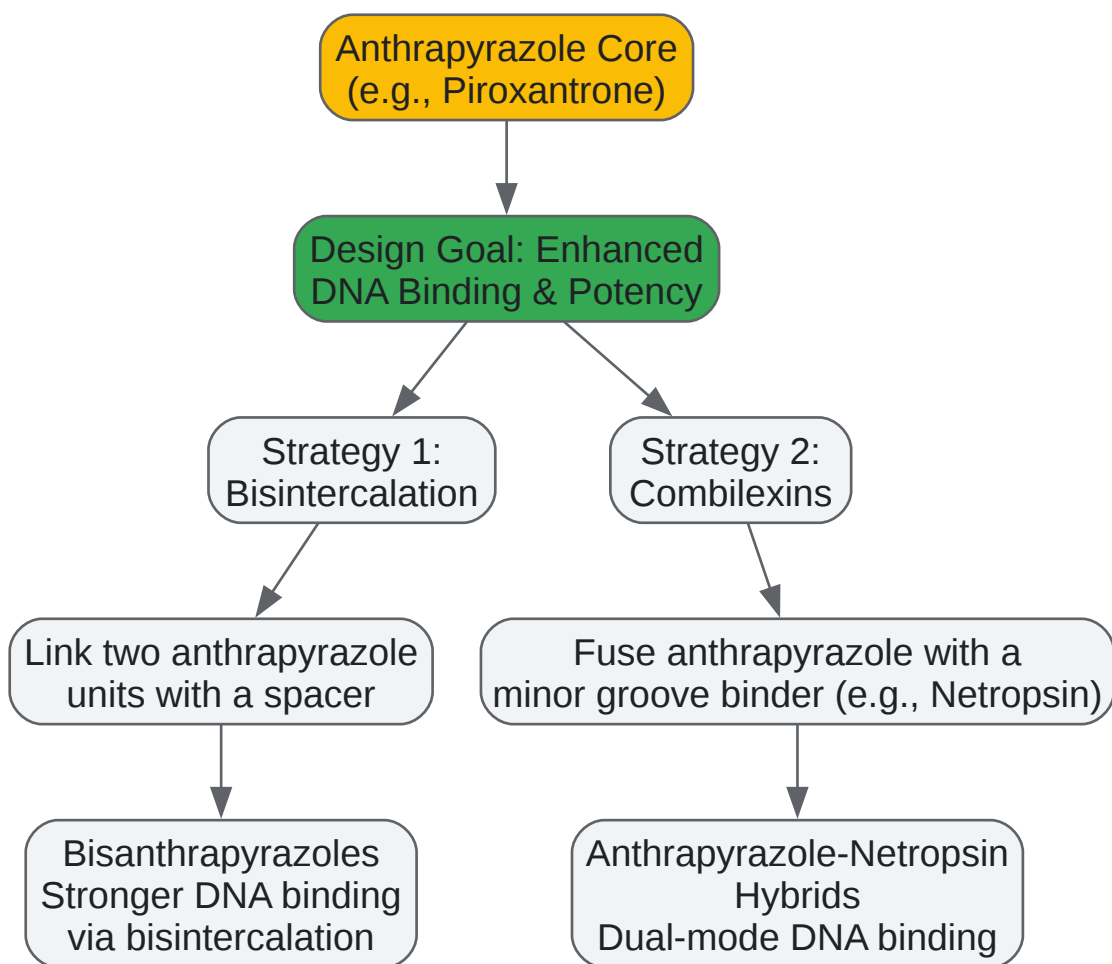 Anthrapyrazole Core
(e.g., Piroxantrone)
Design Goal: Enhanced
DNA Binding & Potency
Strategy 1:
Bisintercalation
Strategy 2:
Combilexins
Link two anthrapyrazole
units with a spacer
Fuse anthrapyrazole with a
minor groove binder (e.g., Netropsin)
Bisanthrapyrazoles
Stronger DNA binding
via bisintercalation
Anthrapyrazole-Netropsin
Hybrids
Dual-mode DNA binding